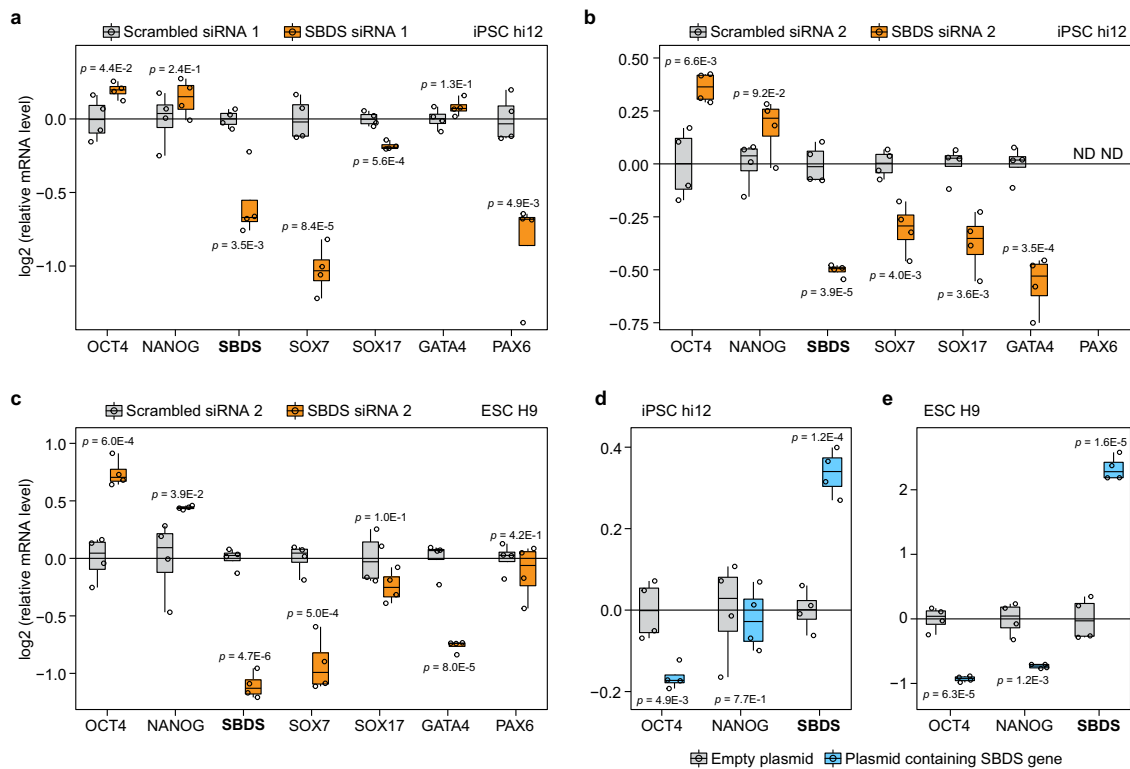 a
Scrambled siRNA 1 SBDS siRNA 1 iPSC hi12
log2 (relative mRNA level)
0.0
−0.5
−1.0
p = 4.4E-2
p = 2.4E-1
p = 3.5E-3
p = 8.4E-5
p = 5.6E-4
p = 1.3E-1
p = 4.9E-3
OCT4 NANOG SBDS SOX7 SOX17 GATA4 PAX6
b
Scrambled siRNA 2 SBDS siRNA 2 iPSC hi12
0.50
0.25
0.00
−0.25
−0.50
−0.75
p = 6.6E-3
p = 9.2E-2
p = 3.9E-5
p = 4.0E-3
p = 3.6E-3
p = 3.5E-4
ND ND
OCT4 NANOG SBDS SOX7 SOX17 GATA4 PAX6
c
Scrambled siRNA 2 SBDS siRNA 2 ESC H9
log2 (relative mRNA level)
1.0
0.5
0.0
−0.5
−1.0
p = 6.0E-4
p = 3.9E-2
p = 4.7E-6
p = 5.0E-4
p = 1.0E-1
p = 8.0E-5
p = 4.2E-1
OCT4 NANOG SBDS SOX7 SOX17 GATA4 PAX6
d
iPSC hi12
0.4
0.2
0.0
−0.2
p = 4.9E-3
p = 7.7E-1
p = 1.2E-4
OCT4 NANOG SBDS
e
ESC H9
2
1
0
−1
p = 6.3E-5
p = 1.2E-3
p = 1.6E-5
OCT4 NANOG SBDS
Empty plasmid Plasmid containing SBDS gene